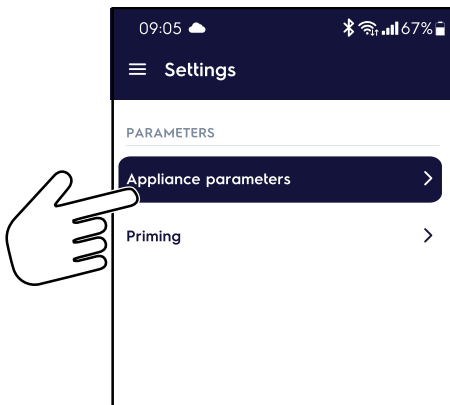 09:05 67%
Settings
PARAMETERS
Appliance parameters
Priming